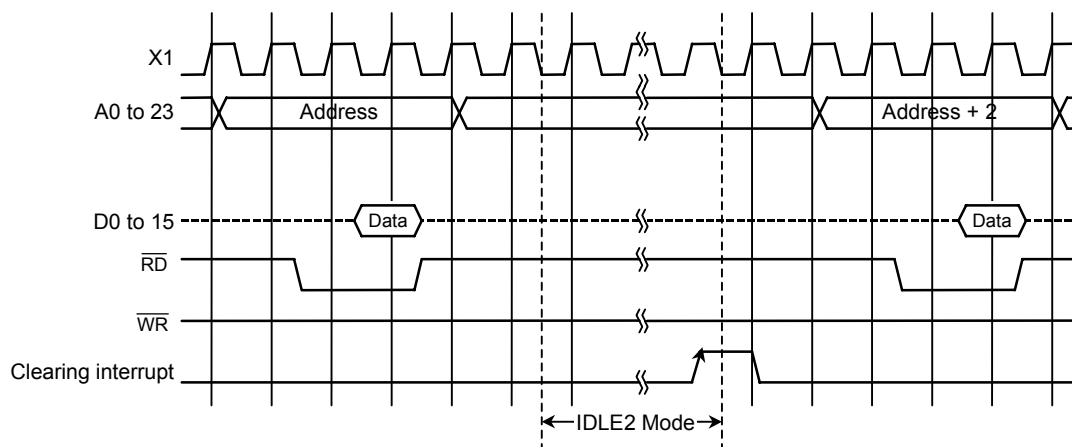 X1
A0 to 23
Address
Address + 2
D0 to 15
Data
Data
RD
WR
Clearing interrupt
IDLE2 Mode